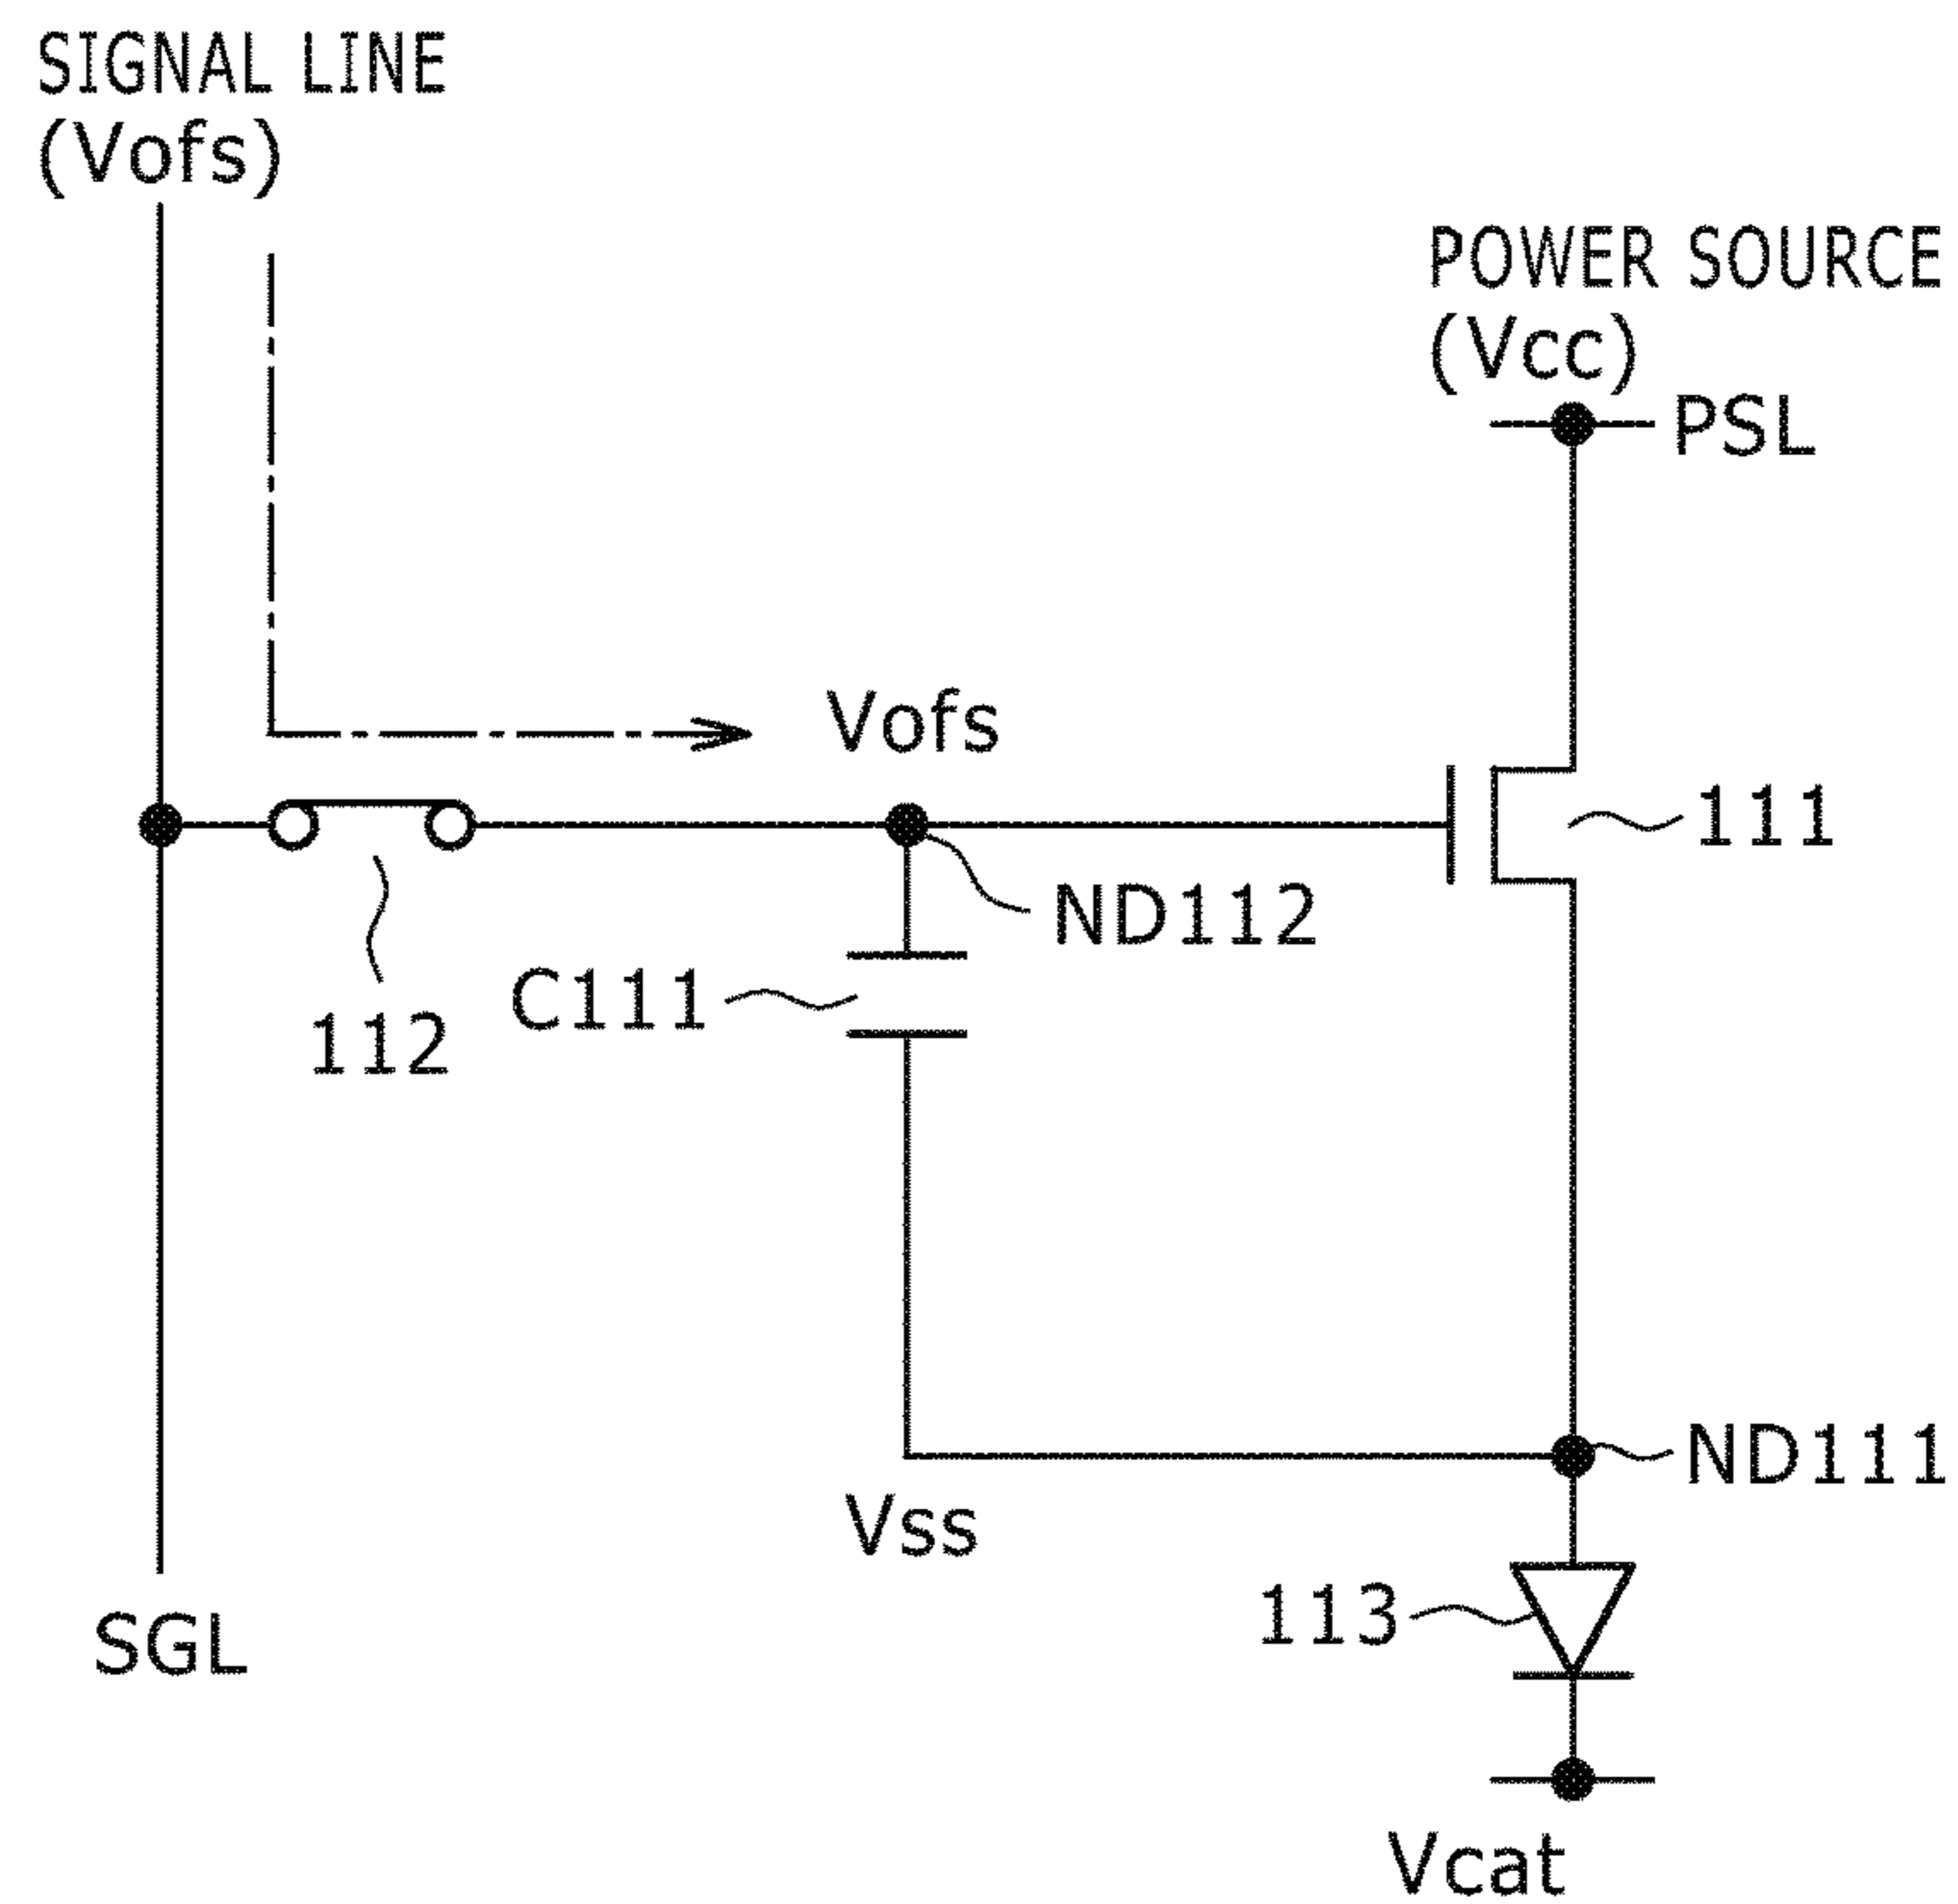 SIGNAL LINE
(Vofs)
POWER SOURCE
(Vcc)
PSL
Vofs
111
ND112
C111
112
ND111
Vss
113
SGL
Vcat